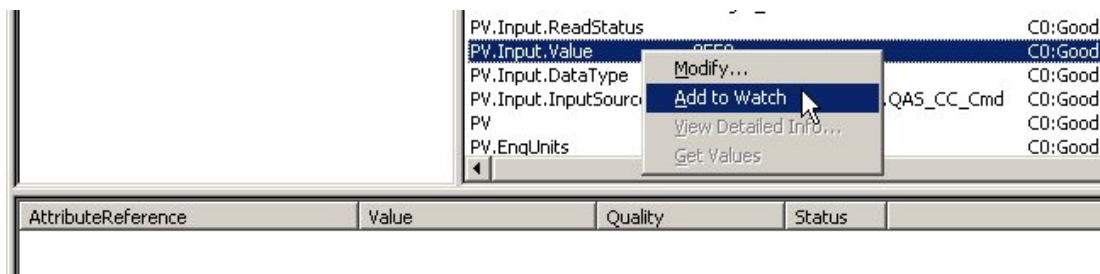 PV.Input.ReadStatus C0:Good
PV.Input.Value C0:Good
PV.Input.DataType C0:Good
PV.Input.InputSource .QAS_CC_Cmd C0:Good
PV C0:Good
PV.EngUnits C0:Good
Modify...
Add to Watch
View Detailed Info...
Get Values
AttributeReference Value Quality Status